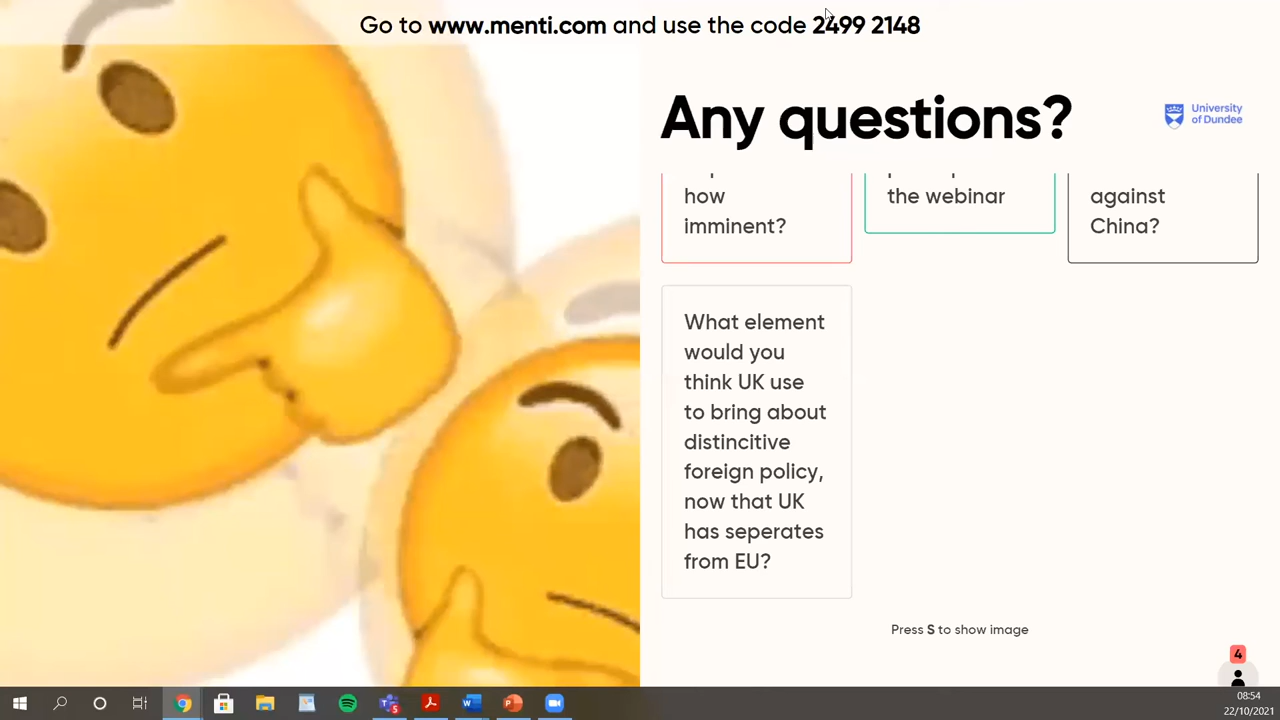 Go to www.menti.com and use the code 2499 2148
Any questions?
University
of Dundee
how
imminent?
the webinar
against
China?
What element
would you
think UK use
to bring about
distincitive
foreign policy,
now that UK
has seperates
from EU?
Press S to show image
4
5
08:54
22/10/2021